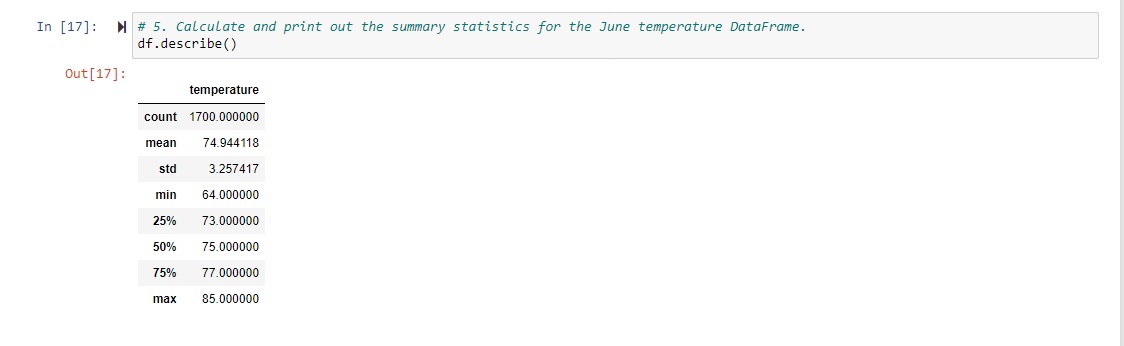 In [17]: # 5. Calculate and print out the summary statistics for the June temperature DataFrame.
df.describe()
Out[17]:
temperature
count 1700.000000
mean 74.944118
std 3.257417
min 64.000000
25% 73.000000
50% 75.000000
75% 77.000000
max 85.000000